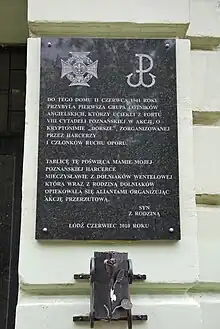 DO TEGO DOMU 11 CZERWCA 1941 ROKU
PRZYBYŁA PIERWSZA GRUPA LOTNIKÓW
ANGIELSKICH, KTÓRZY UCIEKLI Z FORTU
VIII CYTADELI POZNAŃSKIEJ W AKCJI, O
KRYPTONIMIE „DORSZE", ZORGANIZOWANEJ
PRZEZ HARCERZY
I CZŁONKÓW RUCHU OPORU.
TABLICĘ TĘ POŚWIĘCA MAMIE MOJEJ
POZNAŃSKIEJ HARCERCE
MIECZYSŁAWIE Z DOLNIAKÓW WENTELOWEJ
KTÓRA WRAZ Z RODZINĄ DOLNIAKÓW
OPIEKOWAŁA SIĘ ALIANTAMI ORGANIZUJĄC
AKCJĘ PRZERZUTOWĄ.
SYN
Z RODZINĄ
ŁÓDŹ CZERWIEC 2010 ROKU